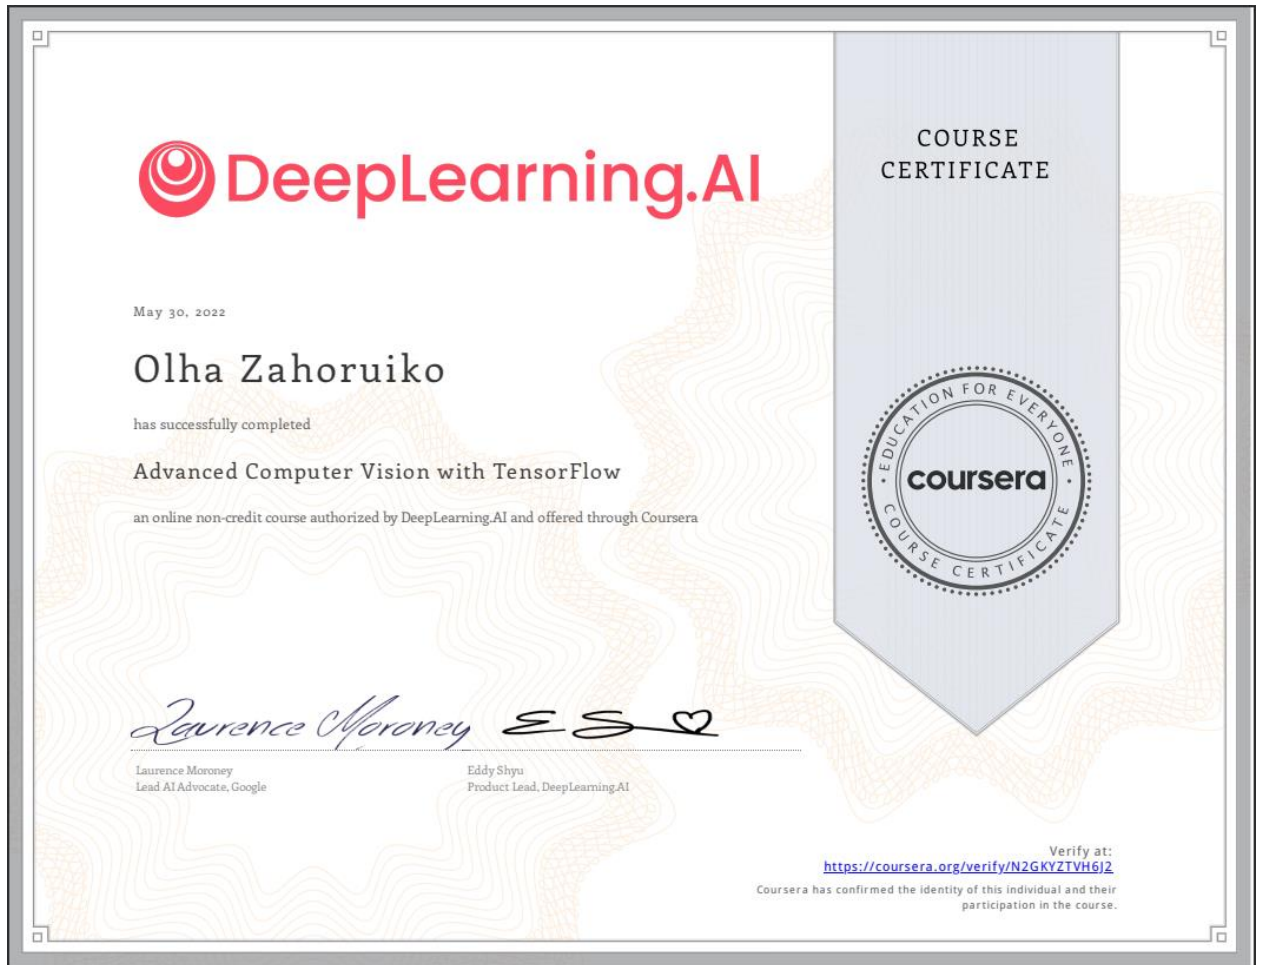 DeepLearning.AI
COURSE
CERTIFICATE
May 30, 2022
Olha Zahoruiko
has successfully completed
Advanced Computer Vision with TensorFlow
an online non-credit course authorized by DeepLearning.AI and offered through Coursera
EDUCATION FOR EVERYONE
coursera
COURSE CERTIFICATE
Laurence Moroney
E S
Laurence Moroney
Lead AI Advocate, Google
Eddy Shyu
Product Lead, DeepLearning.AI
Verify at:
https://coursera.org/verify/N2GKYZTVH6J2
Coursera has confirmed the identity of this individual and their
participation in the course.